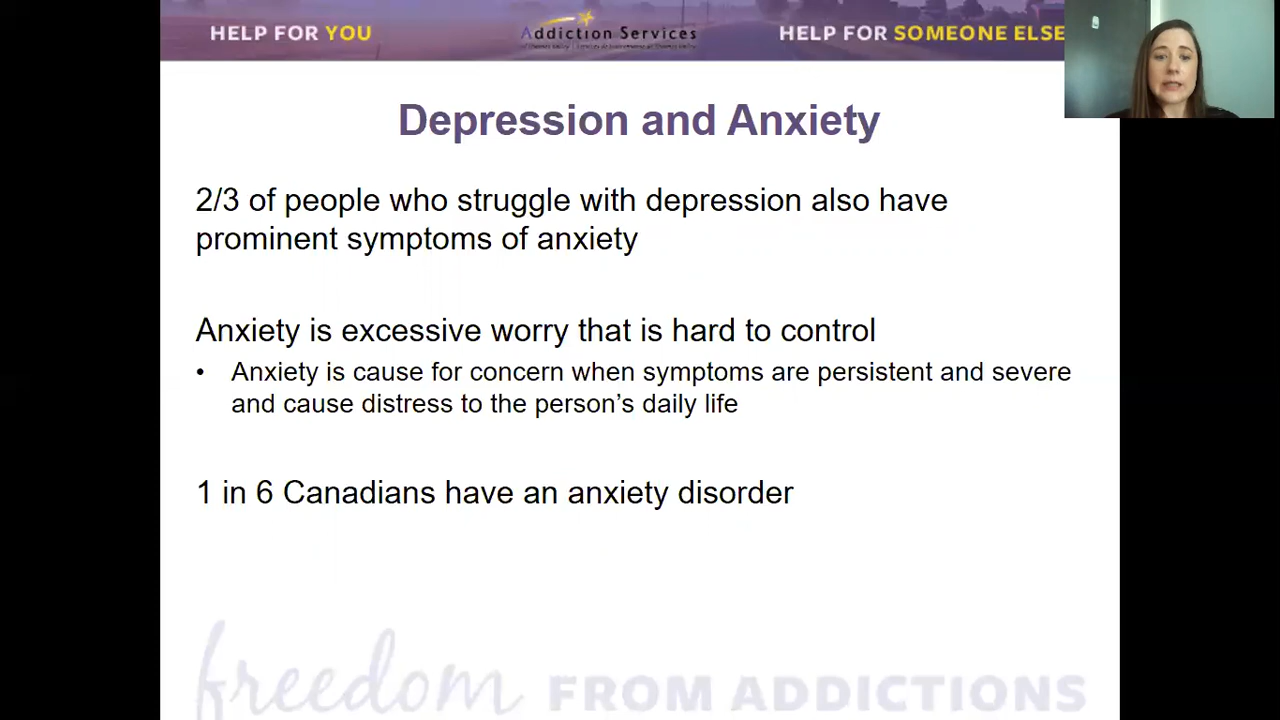 HELP FOR YOU
Addiction Services
HELP FOR SOMEONE ELSE
Depression and Anxiety
2/3 of people who struggle with depression also have
prominent symptoms of anxiety
Anxiety is excessive worry that is hard to control
• Anxiety is cause for concern when symptoms are persistent and severe
and cause distress to the person’s daily life
1 in 6 Canadians have an anxiety disorder
freedom FROM ADDICTIONS